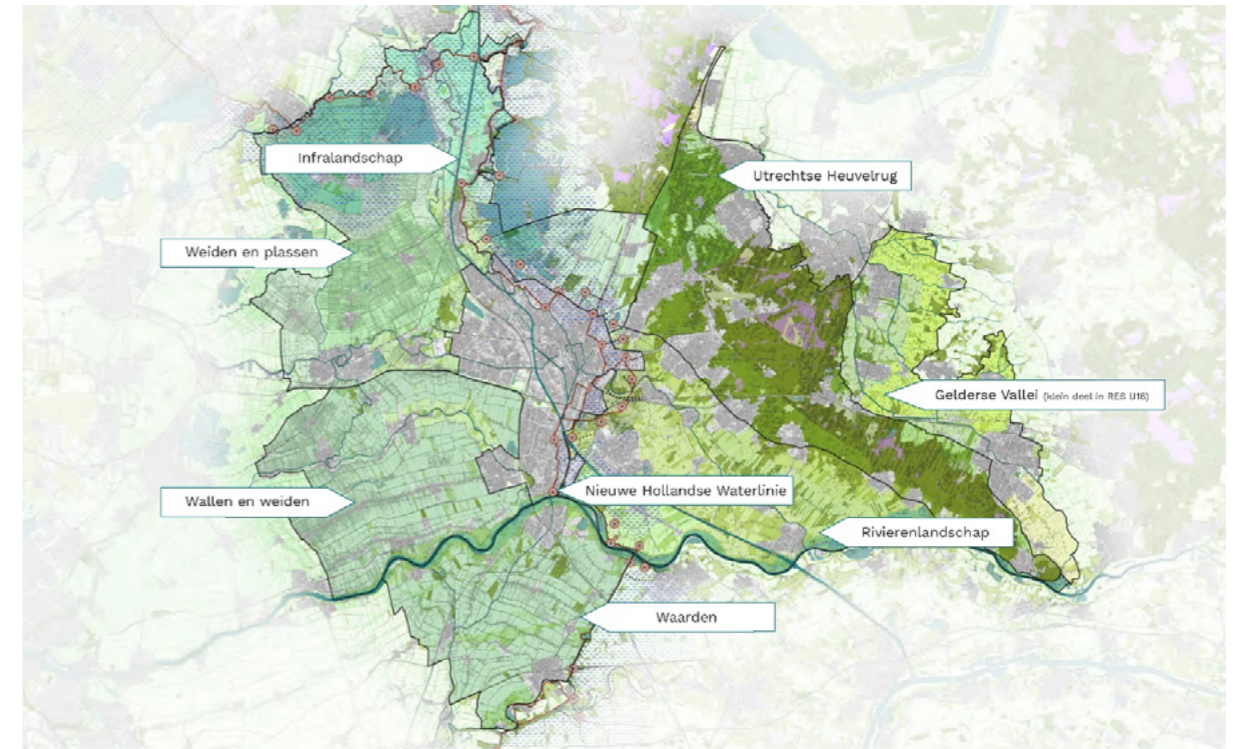 Infralandschap
Utrechtse Heuvelrug
Weiden en plassen
Gelderse Vallei (klein deel in RES U16)
Wallen en weiden
Nieuwe Hollandse Waterlinie
Rivierenlandschap
Waarden